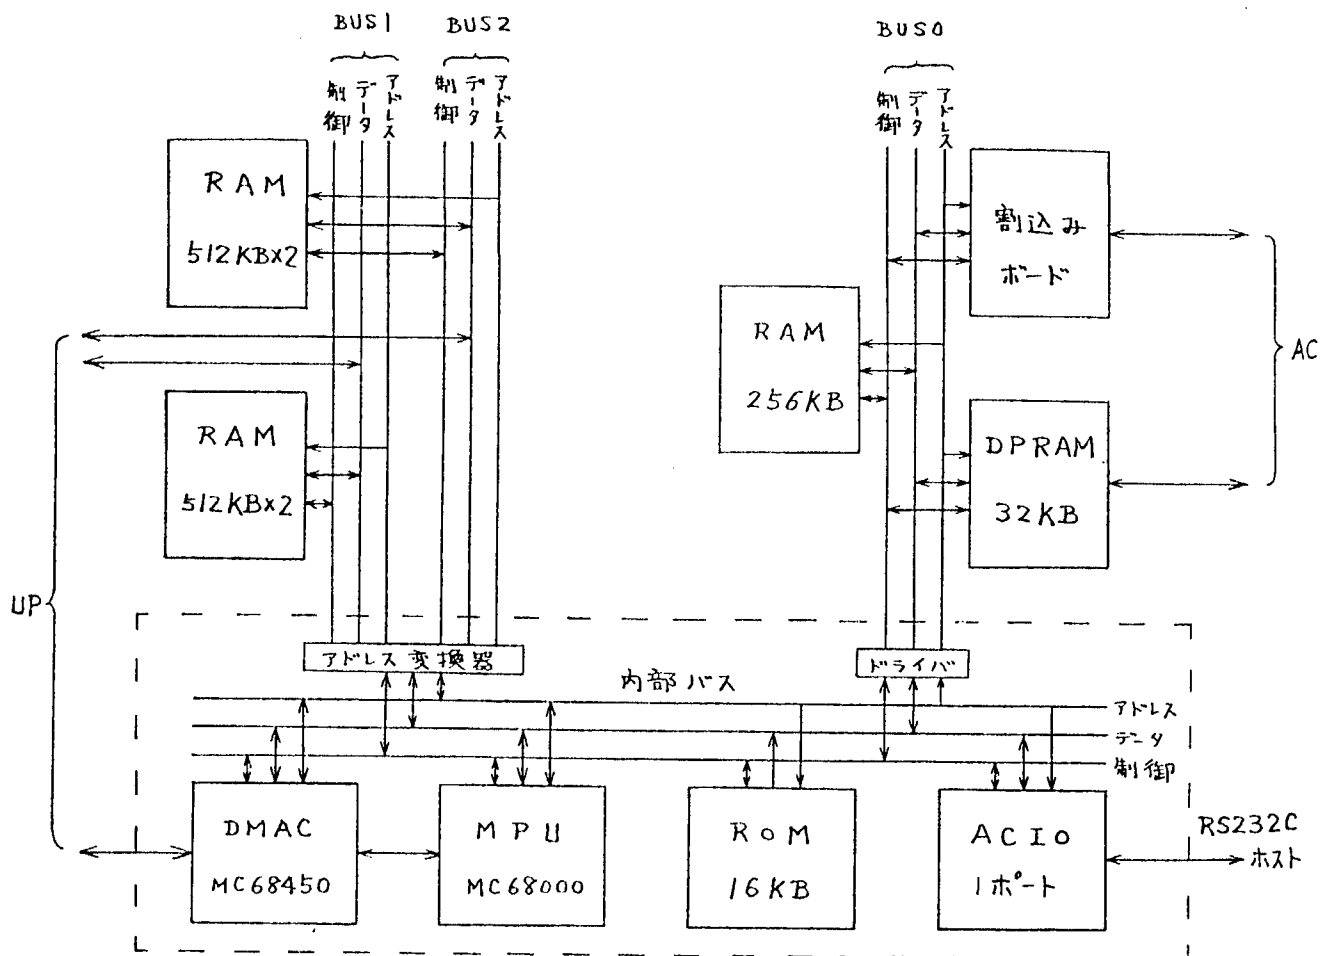 BUS1
BUS2
BUS0
制御
データ
アドレス
制御
データ
アドレス
制御
データ
アドレス
RAM
512KB×2
割込み
ボード
RAM
256KB
AC
RAM
512KB×2
DPRAM
32KB
UP
アドレス変換器
ドライバ
内部バス
アドレス
データ
制御
DMAC
MC68450
MPU
MC68000
ROM
16KB
ACIO
1ポート
RS232C
ホスト